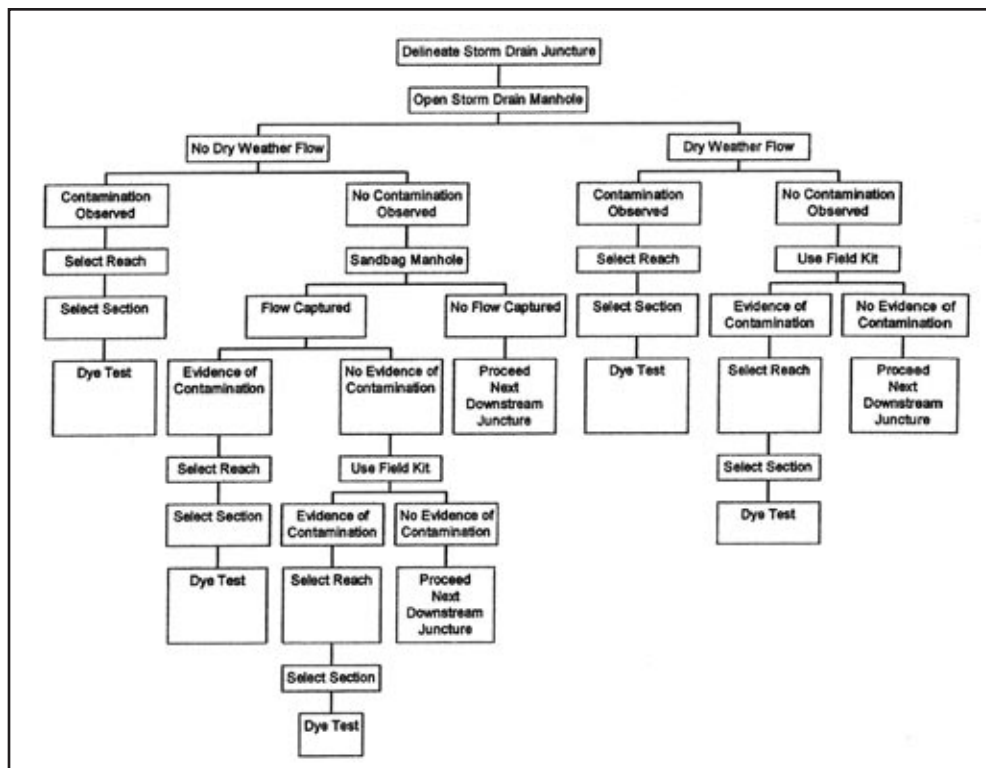 Delineate Storm Drain Juncture
Open Storm Drain Manhole
No Dry Weather Flow
Dry Weather Flow
Contamination
Observed
No Contamination
Observed
Contamination
Observed
No Contamination
Observed
Select Reach
Sandbag Manhole
Select Reach
Use Field Kit
Select Section
Flow Captured
No Flow Captured
Select Section
Evidence of
Contamination
No Evidence of
Contamination
Dye Test
Evidence of
Contamination
No Evidence of
Contamination
Proceed
Next
Downstream
Juncture
Dye Test
Select Reach
Proceed
Next
Downstream
Juncture
Select Reach
Use Field Kit
Select Section
Select Section
Evidence of
Contamination
No Evidence of
Contamination
Dye Test
Dye Test
Select Reach
Proceed
Next
Downstream
Juncture
Select Section
Dye Test